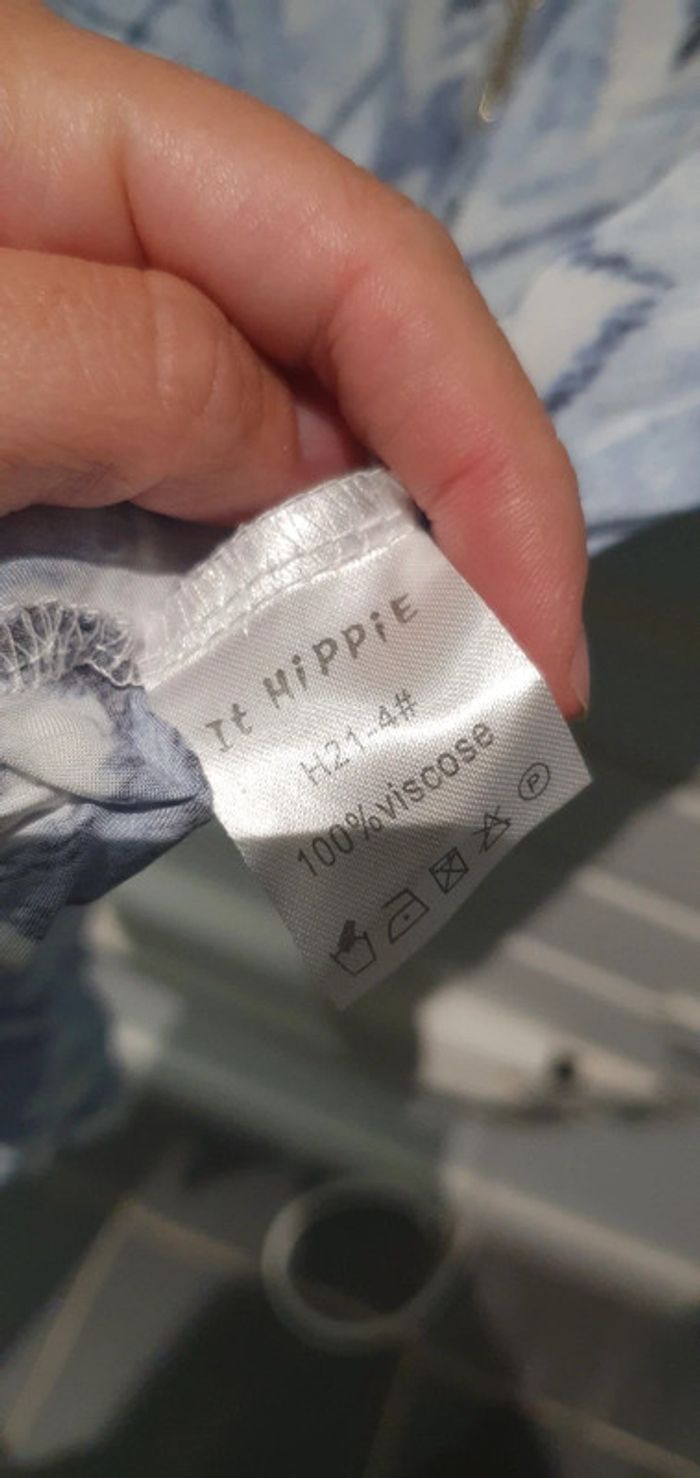 It HiPPiE
H21-4#
100%viscose
P